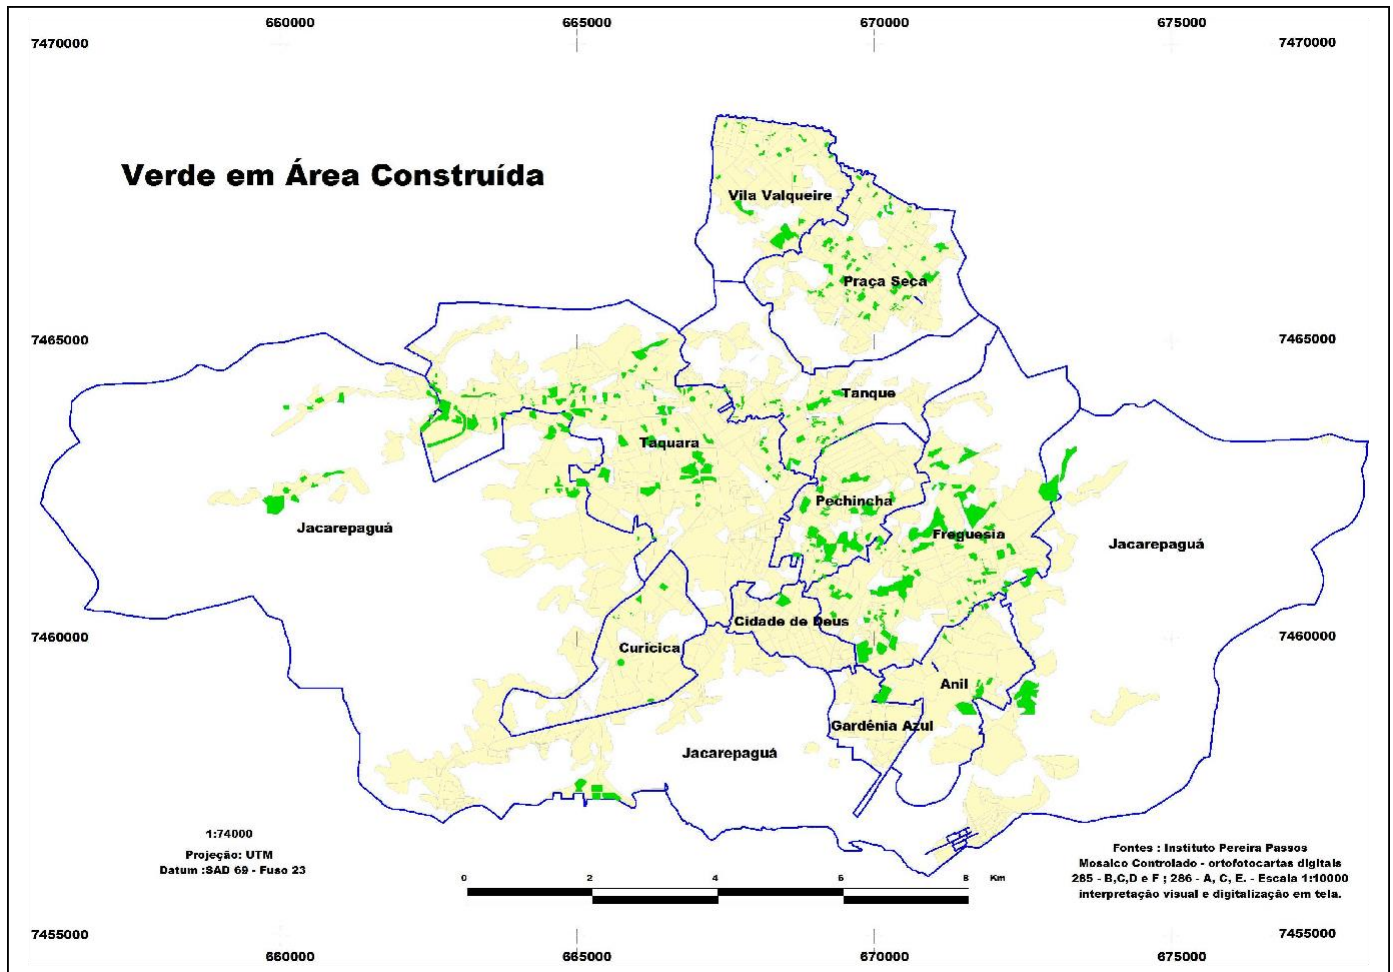 660000 665000 670000 675000
7470000 7470000
Verde em Área Construída
Vila Valqueire
Praça Seca
7465000 7465000
Tanque
Taquara
Pechincha
Jacarepaguá
Freguesia
Jacarepaguá
Cidade de Deus
7460000 7460000
Curicica
Anil
Gardênia Azul
Jacarepaguá
1:74000
Projeção: UTM
Datum :SAD 69 - Fuso 23
0 2 4 6 8 Km
Fontes : Instituto Pereira Passos
Mosaico Controlado - ortofotocartas digitais
285 - B,C,D e F ; 286 - A, C, E. - Escala 1:10000
interpretação visual e digitalização em tela.
7455000 7455000
660000 665000 670000 675000